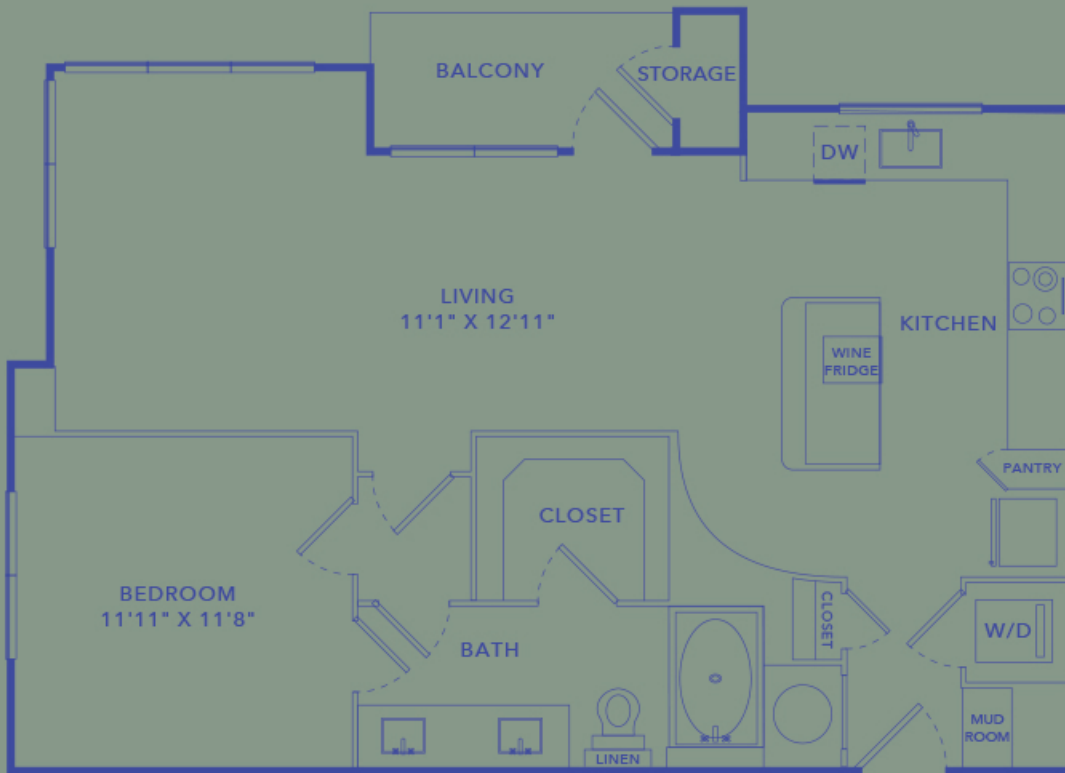 BALCONY
STORAGE
DW
LIVING
11'1" X 12'11"
KITCHEN
WINE
FRIDGE
PANTRY
CLOSET
BEDROOM
11'11" X 11'8"
BATH
CLOSET
W/D
MUD
ROOM
LINEN